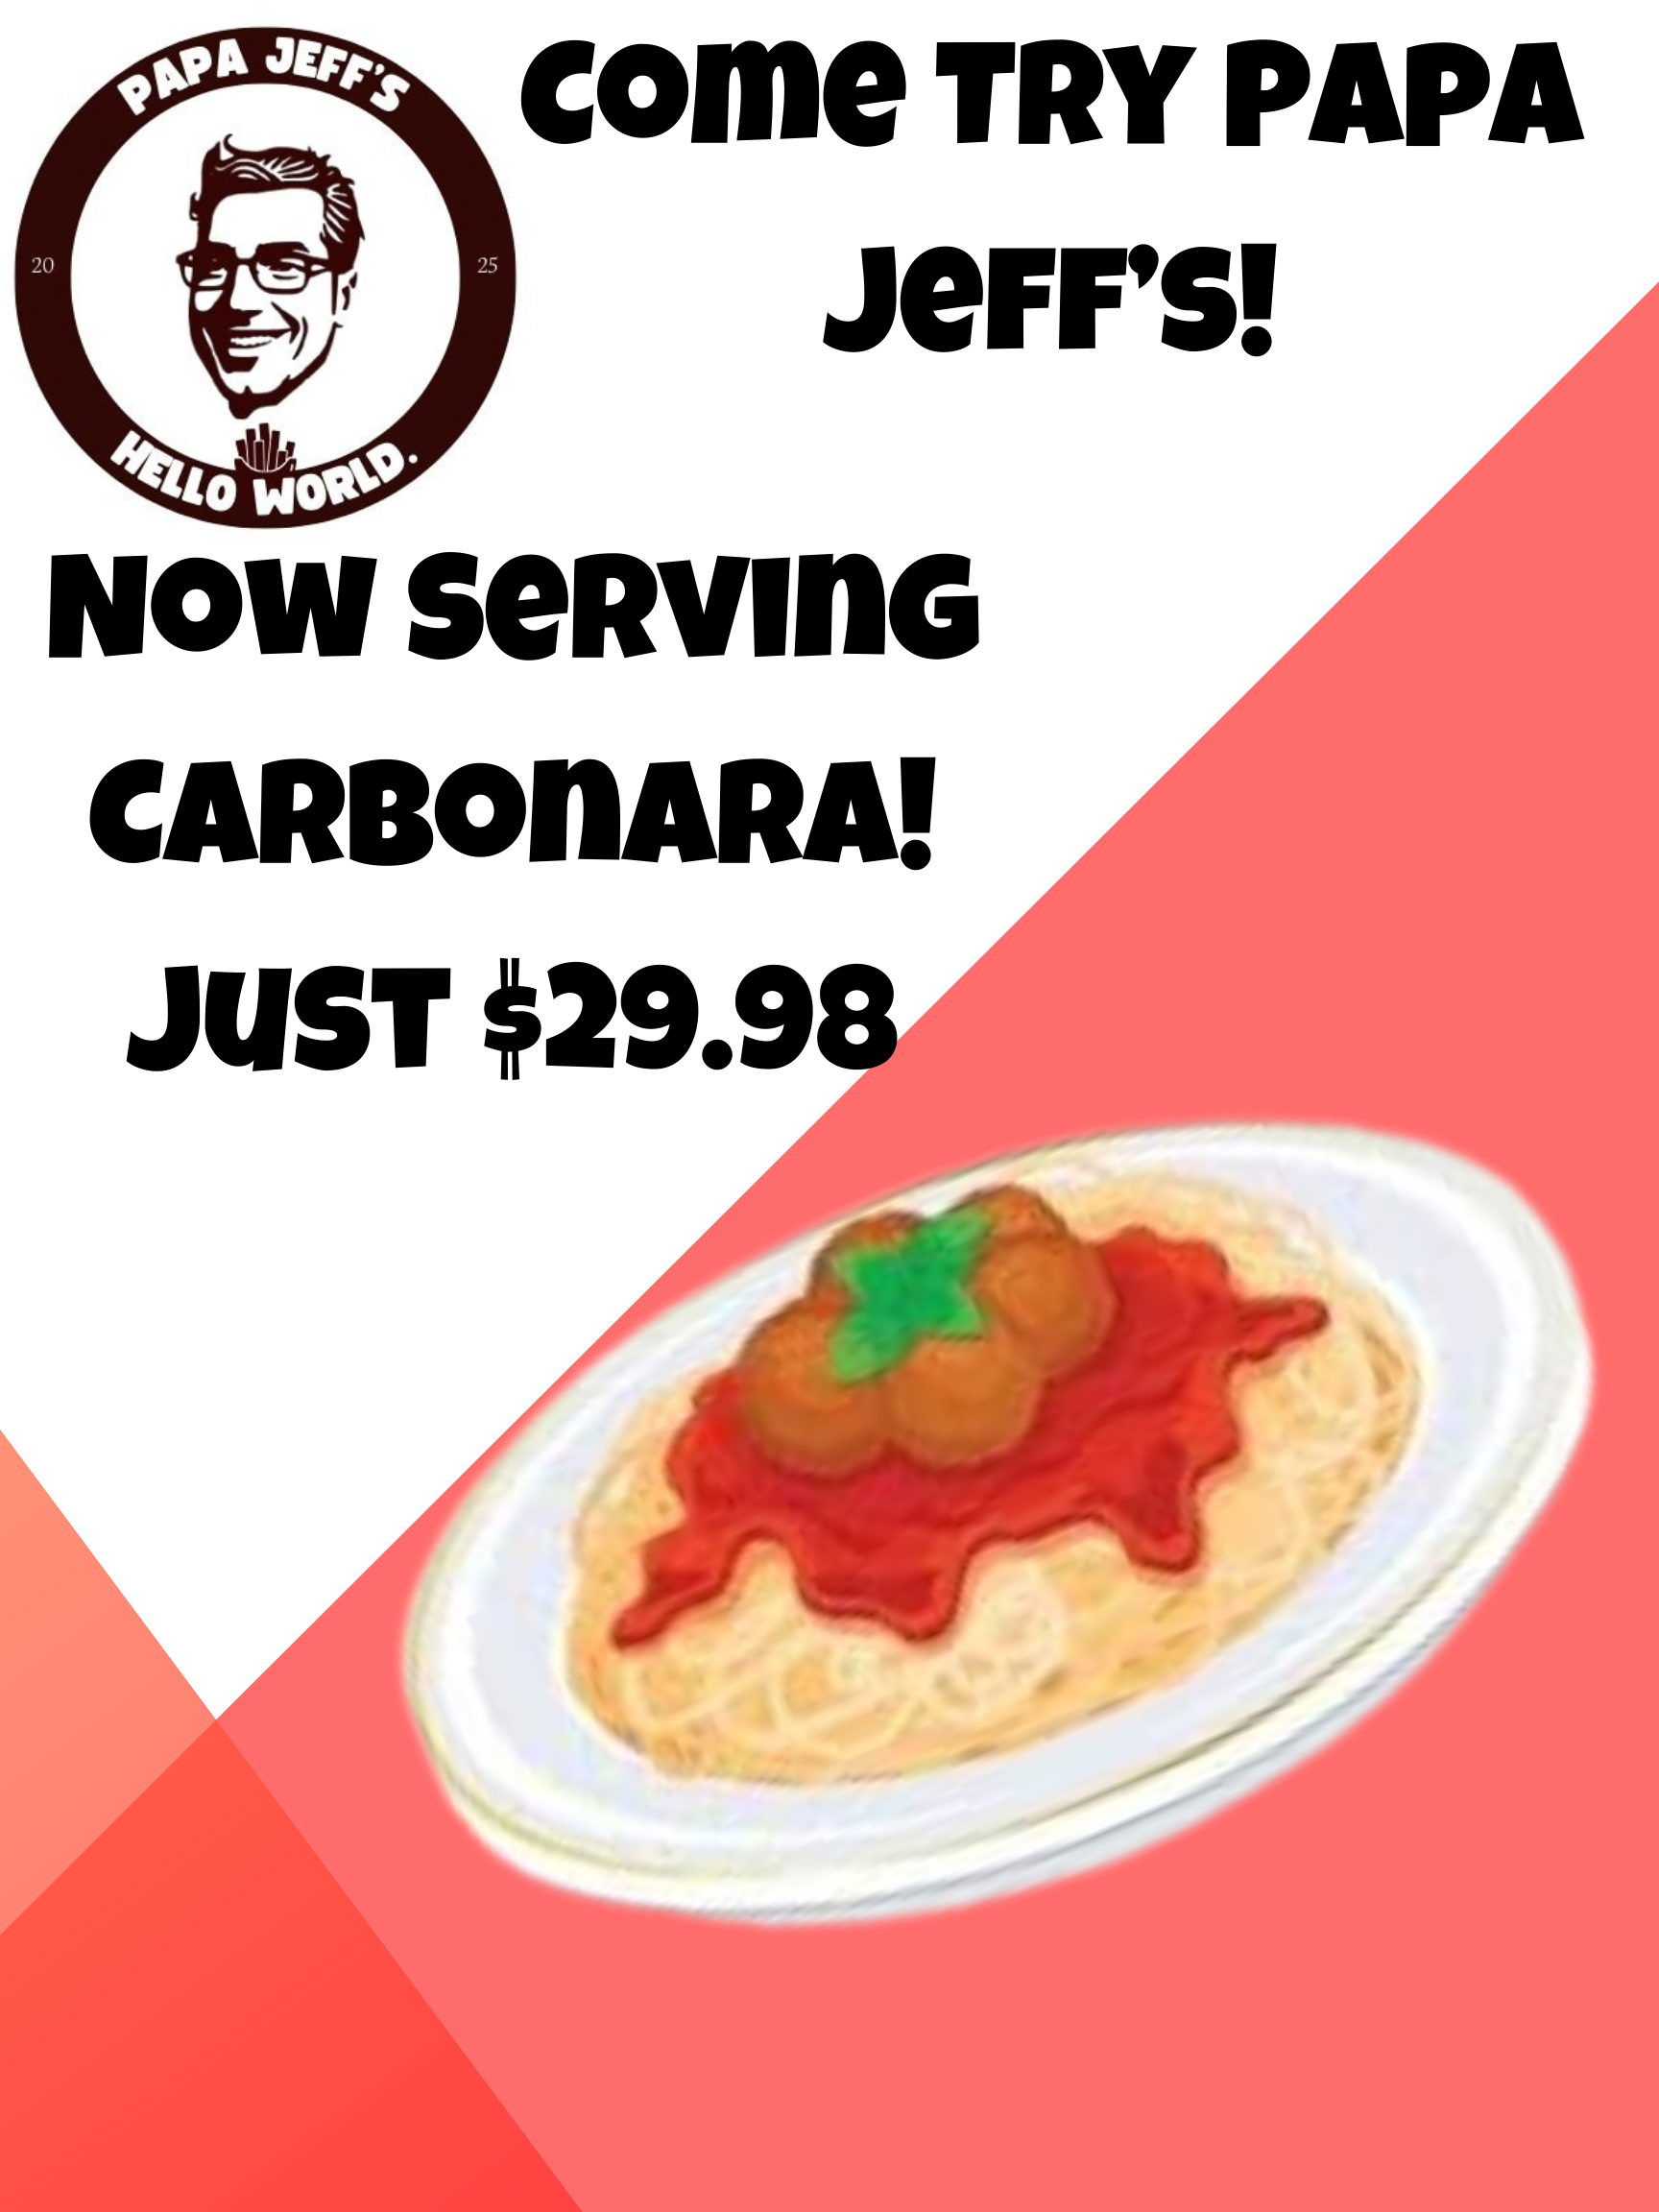 PAPA JEFF'S
20 25
HELLO WORLD.
COME TRY PAPA
JEFF'S!
NOW SERVING
CARBONARA!
JUST $29.98